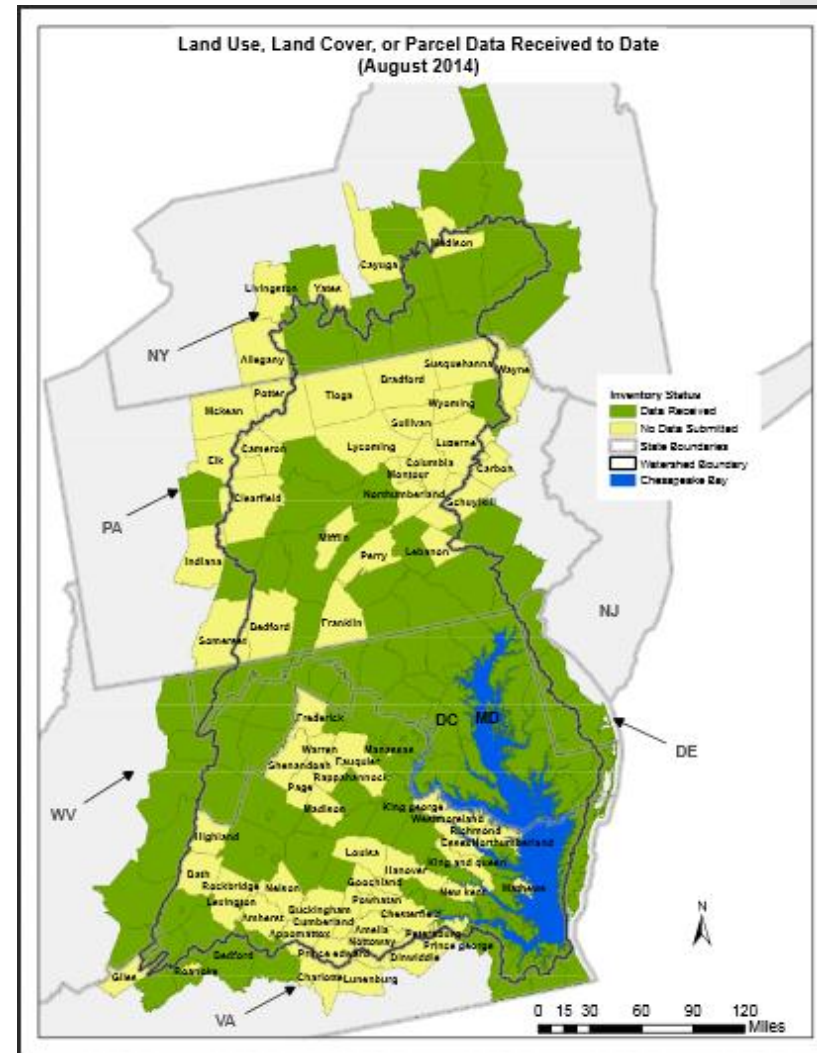 Land Use, Land Cover, or Parcel Data Received to Date
(August 2014)
Madison
Cayuga
Livingston
Yates
NY
Allegany
Susquehanna
Wayne
Bradford
Potter
Tioga
Mckean
Wyoming
Sullivan
Inventory Status
Data Received
No Data Submitted
State Boundaries
Watershed Boundary
Chesapeake Bay
Cameron
Lycoming
Luzerne
Elk
Columbia
Carbon
Montour
Clearfield
Northumberland
Schuylkill
PA
Mifflin
Perry
Lebanon
Indiana
NJ
Bedford
Franklin
Somerset
Frederick
DC
MD
DE
Warren
Manassas
Shenandoah
Fauquier
Rappahannock
Page
Madison
King george
WV
Westmoreland
Richmond
Highland
Essex
Northumberland
Louisa
King and queen
Bath
Hanover
Rockbridge
Nelson
Goochland
New kent
Mathews
Lexington
Powhatan
Buckingham
Chesterfield
Amherst
Cumberland
Amelia
Petersburg
Appomattox
Nottoway
Prince george
Bedford
Prince edward
Dinwiddie
Roanoke
Giles
Charlotte
Lunenburg
VA
N
0 15 30 60 90 120
Miles